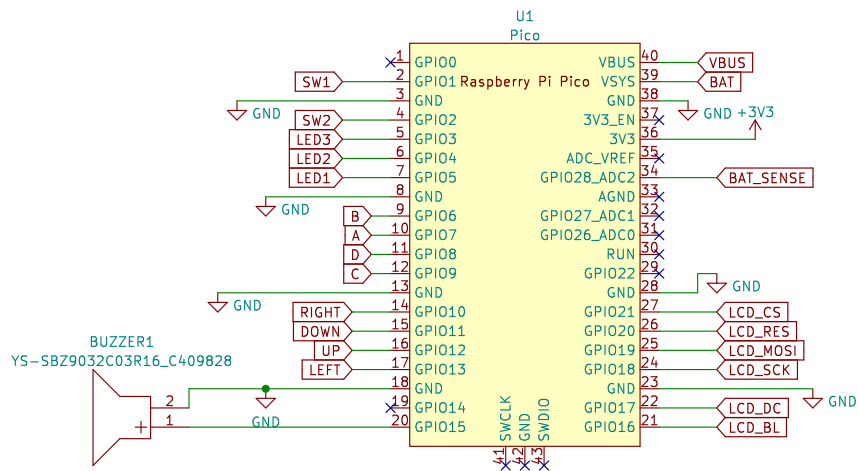 U1
Pico
Raspberry Pi Pico
1 GPIO0
SW1 2 GPIO1
GND 3 GND
SW2 4 GPIO2
LED3 5 GPIO3
LED2 6 GPIO4
LED1 7 GPIO5
GND 8 GND
B 9 GPIO6
A 10 GPIO7
D 11 GPIO8
C 12 GPIO9
GND 13 GND
RIGHT 14 GPIO10
DOWN 15 GPIO11
UP 16 GPIO12
LEFT 17 GPIO13
GND 18 GND
19 GPIO14
20 GPIO15
BUZZER1
YS-SBZ9032C03R16_C409828
2
1
+
SWCLK 41
GND 42
SWDIO 43
VBUS 40 VBUS
VSYS 39 BAT
GND 38 GND
3V3_EN 37
3V3 36 +3V3
ADC_VREF 35
GPIO28_ADC2 34 BAT_SENSE
AGND 33
GPIO27_ADC1 32
GPIO26_ADC0 31
RUN 30
GPIO22 29
GND 28 GND
GPIO21 27 LCD_CS
GPIO20 26 LCD_RES
GPIO19 25 LCD_MOSI
GPIO18 24 LCD_SCK
GND 23 GND
GPIO17 22 LCD_DC
GPIO16 21 LCD_BL